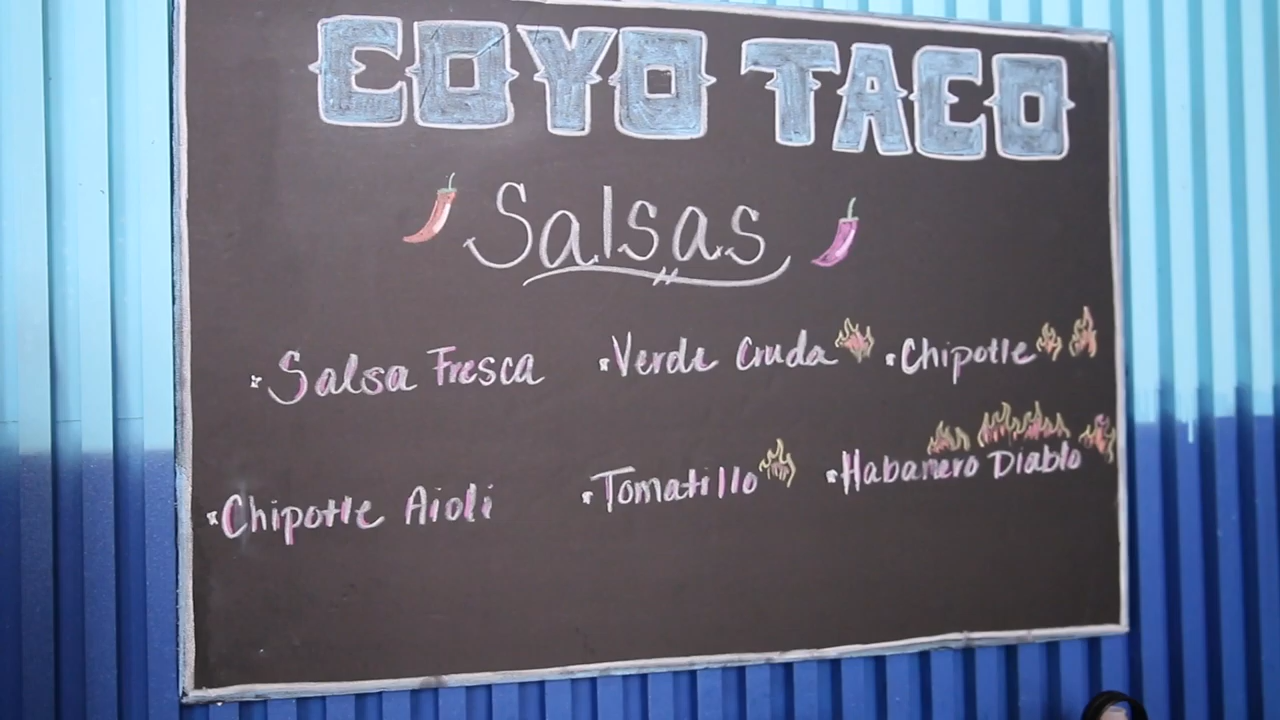 COYO TACO
Salsas
Salsa Fresca
Verde Cruda
Chipotle
Chipotle Aioli
Tomatillo
Habanero Diablo